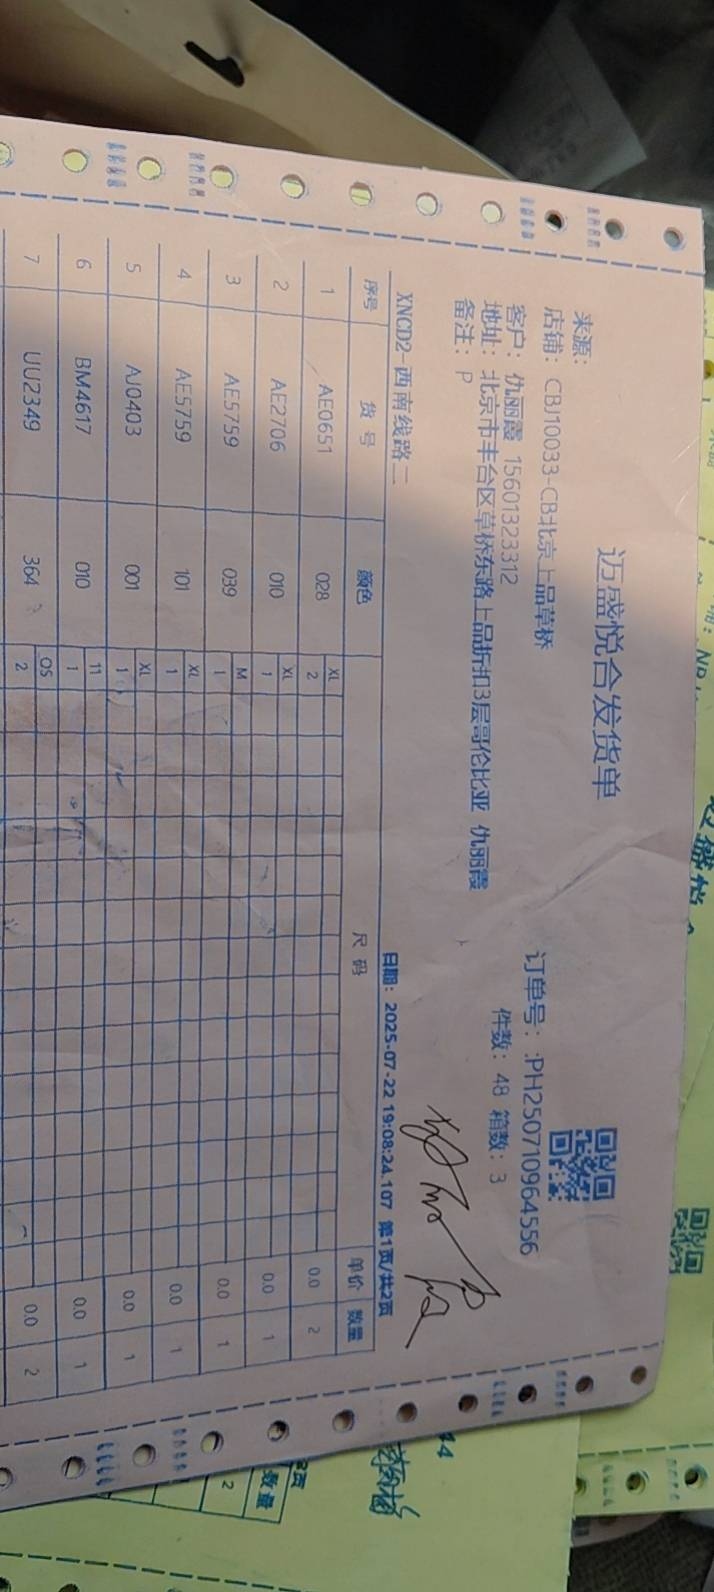 迈盛悦合发货单
来源：
店铺：CBJ10033-CB北京上品草桥
订单号：:PH250710964556
客户：仇丽霞 15601323312
件数：48 箱数：3
地址：北京市丰台区草桥东路上品折扣3层哥伦比亚 仇丽霞
备注：P
XNCD2-西南线路二
日期：2025-07-22 19:08:24.107 第1页/共2页
序号 货号 颜色 尺码 单价 数量
1 AE0651 028 XL 2 0.0 2
2 AE2706 010 XL 1 0.0 1
3 AE5759 039 M 1 0.0 1
4 AE5759 101 XL 1 0.0 1
5 AJ0403 001 XL 1 0.0 1
6 BM4617 010 11 1 0.0 1
7 UU2349 364 OS 2 0.0 2
2页
数量
2